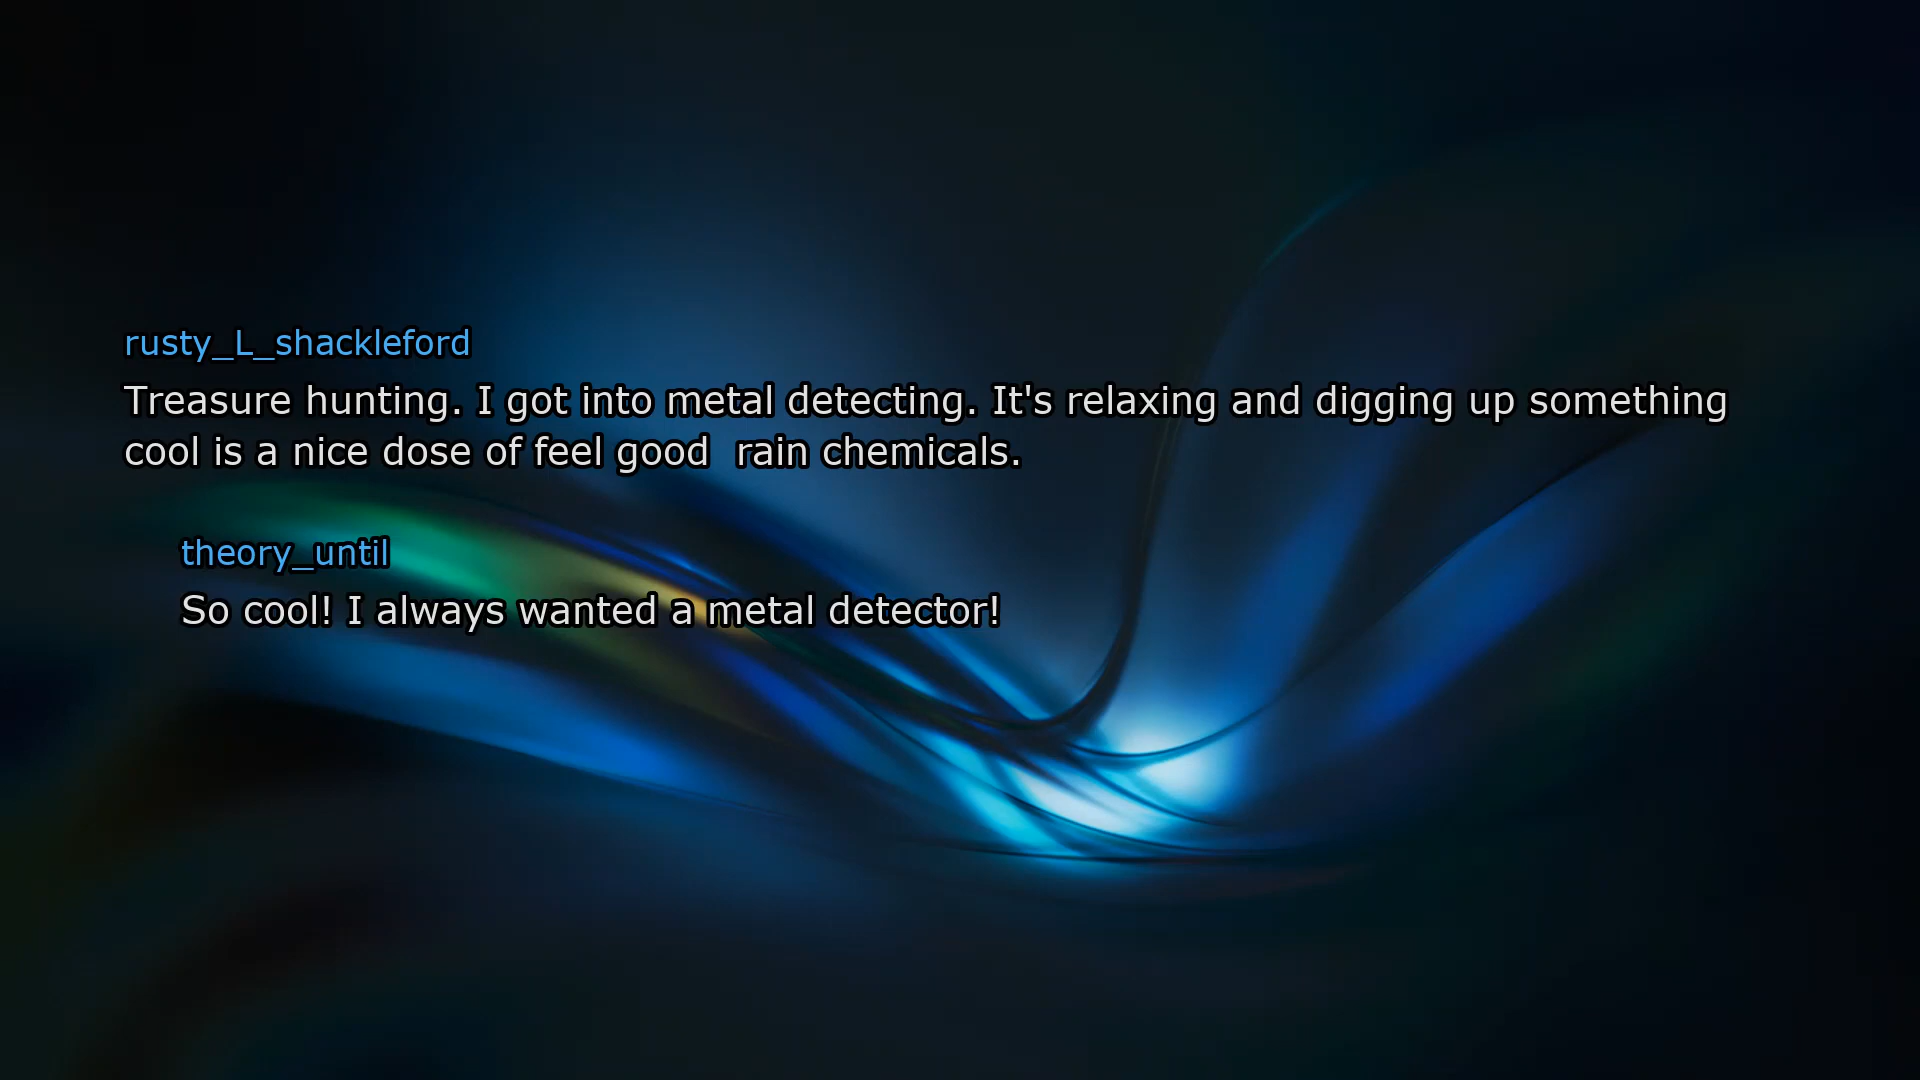 rusty_L_shackleford
Treasure hunting. I got into metal detecting. It's relaxing and digging up something
cool is a nice dose of feel good  rain chemicals.
theory_until
So cool! I always wanted a metal detector!